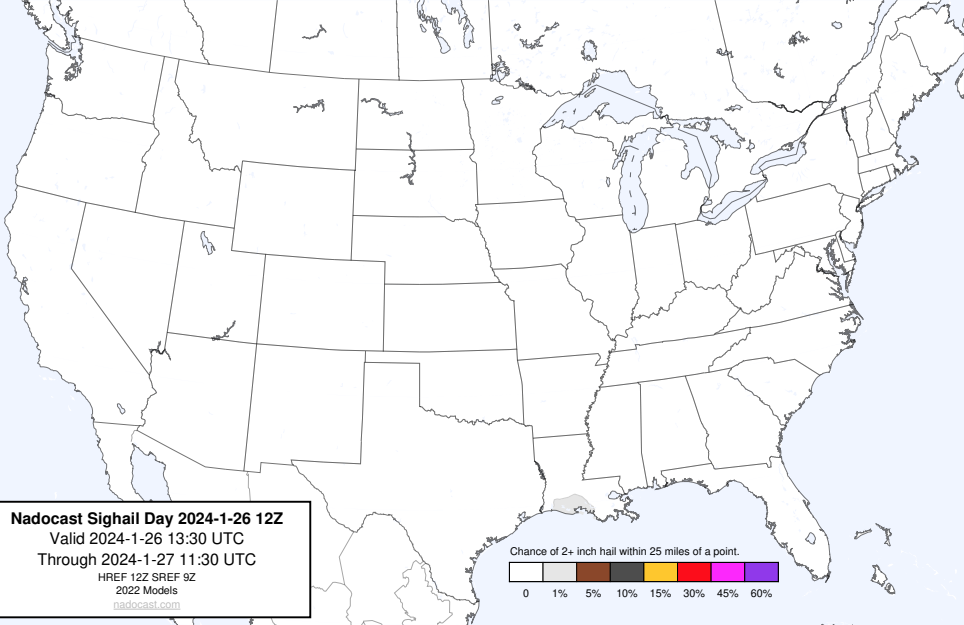 Nadocast Sighail Day 2024-1-26 12Z
Valid 2024-1-26 13:30 UTC
Through 2024-1-27 11:30 UTC
HREF 12Z SREF 9Z
2022 Models
nadocast.com
Chance of 2+ inch hail within 25 miles of a point.
0 1% 5% 10% 15% 30% 45% 60%